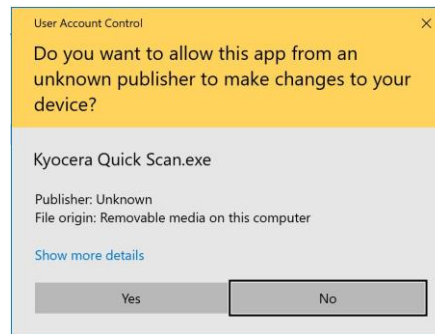 User Account Control
Do you want to allow this app from an
unknown publisher to make changes to your
device?
Kyocera Quick Scan.exe
Publisher: Unknown
File origin: Removable media on this computer
Show more details
Yes
No